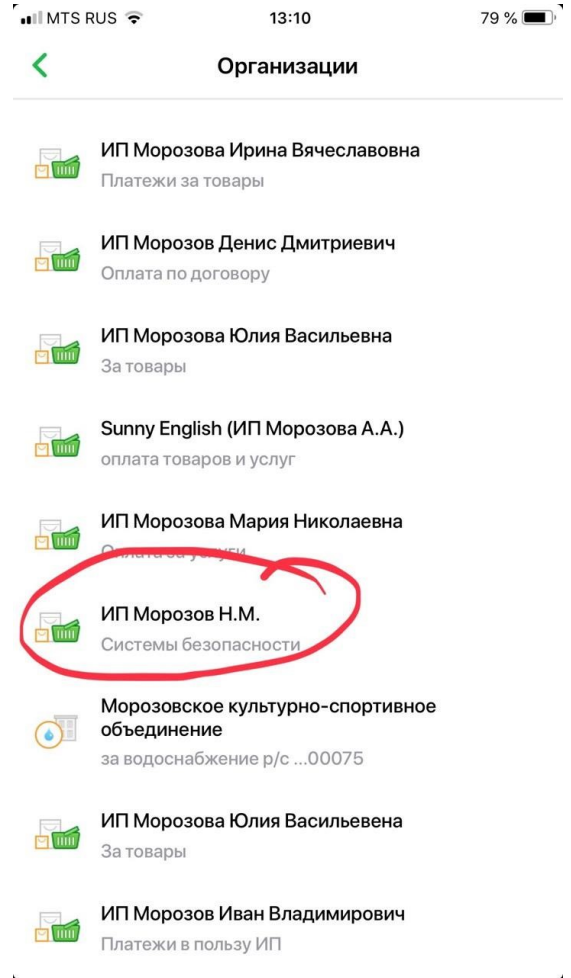 MTS RUS 13:10 79 %
Организации
ИП Морозова Ирина Вячеславовна
Платежи за товары
ИП Морозов Денис Дмитриевич
Оплата по договору
ИП Морозова Юлия Васильевна
За товары
Sunny English (ИП Морозова А.А.)
оплата товаров и услуг
ИП Морозова Мария Николаевна
Оплата за услуги
ИП Морозов Н.М.
Системы безопасности
Морозовское культурно-спортивное
объединение
за водоснабжение р/с ...00075
ИП Морозова Юлия Васильевена
За товары
ИП Морозов Иван Владимирович
Платежи в пользу ИП